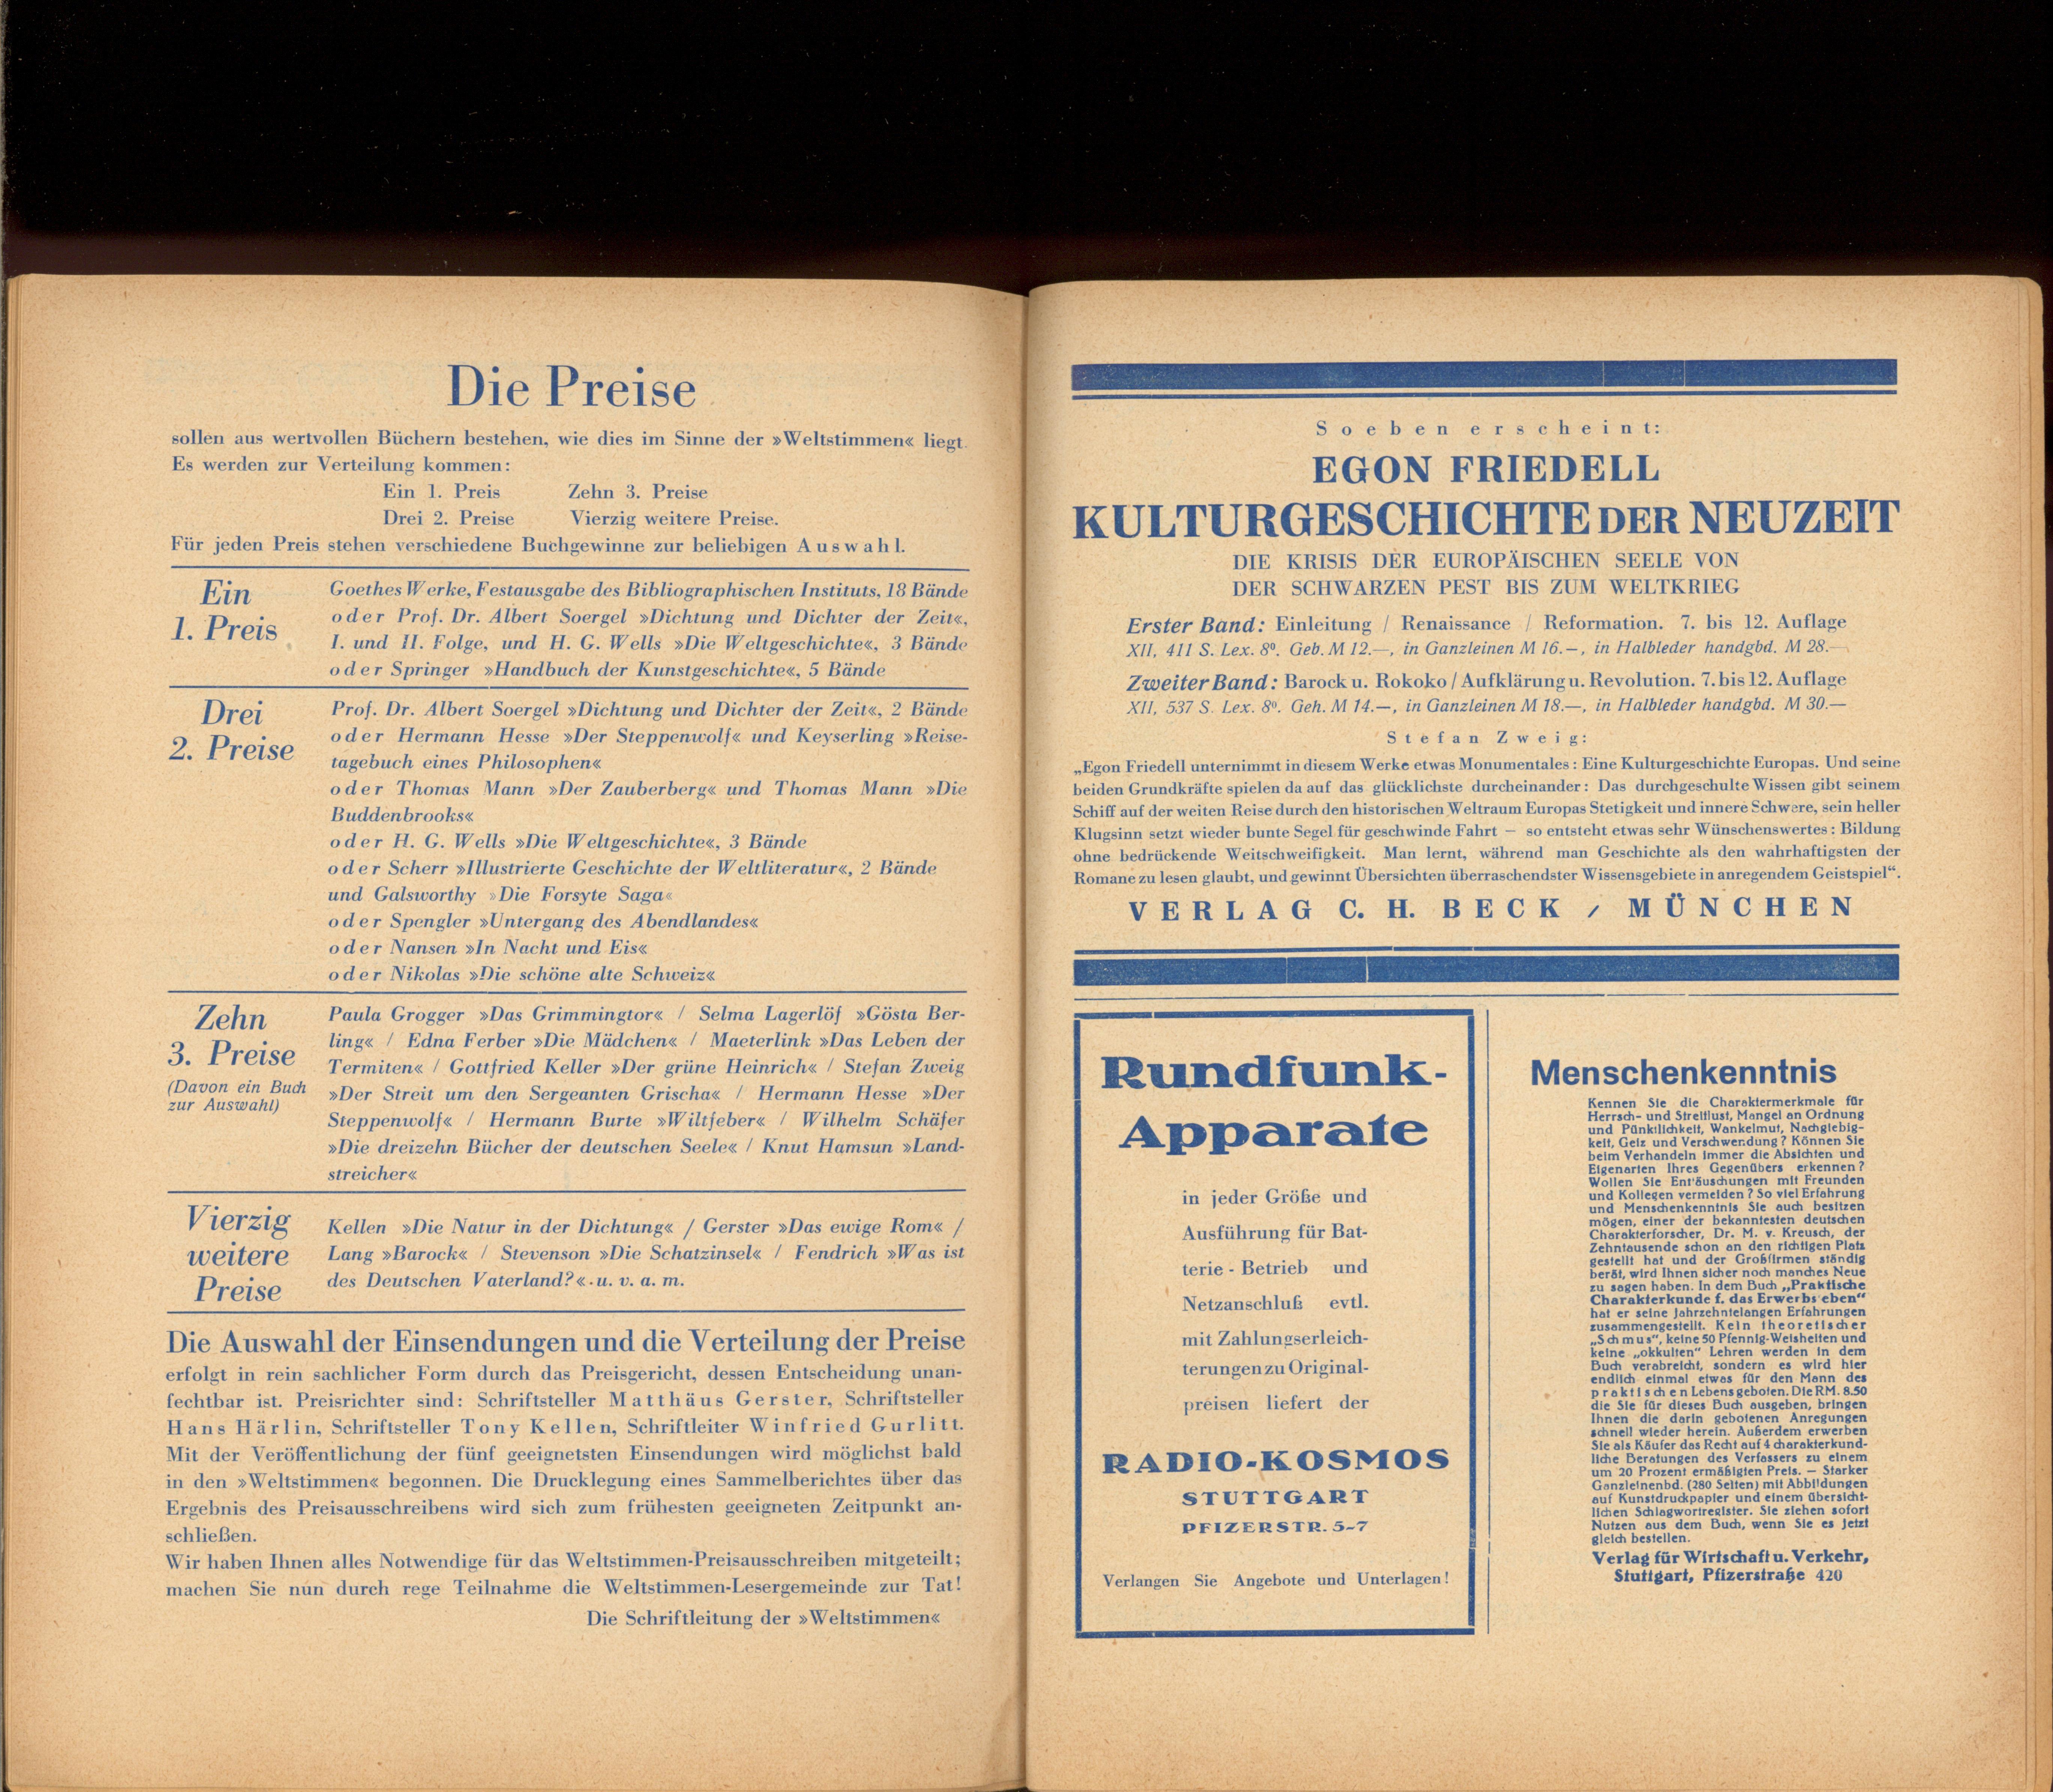 Die Preise
sollen aus wertvollen Büchern bestehen, wie dies im Sinne der »Weltstimmen« liegt.
Es werden zur Verteilung kommen:
Ein 1. Preis Zehn 3. Preise
Drei 2. Preise Vierzig weitere Preise.
Für jeden Preis stehen verschiedene Buchgewinne zur beliebigen Auswahl.
Ein
1. Preis
Goethes Werke, Festausgabe des Bibliographischen Instituts, 18 Bände
oder Prof. Dr. Albert Soergel »Dichtung und Dichter der Zeit«,
I. und II. Folge, und H. G. Wells »Die Weltgeschichte«, 3 Bände
oder Springer »Handbuch der Kunstgeschichte«, 5 Bände
Drei
2. Preise
Prof. Dr. Albert Soergel »Dichtung und Dichter der Zeit«, 2 Bände
oder Hermann Hesse »Der Steppenwolf« und Keyserling »Reise-
tagebuch eines Philosophen«
oder Thomas Mann »Der Zauberberg« und Thomas Mann »Die
Buddenbrooks«
oder H. G. Wells »Die Weltgeschichte«, 3 Bände
oder Scherr »Illustrierte Geschichte der Weltliteratur«, 2 Bände
und Galsworthy »Die Forsyte Saga«
oder Spengler »Untergang des Abendlandes«
oder Nansen »In Nacht und Eis«
oder Nikolas »Die schöne alte Schweiz«
Zehn
3. Preise
(Davon ein Buch
zur Auswahl)
Paula Grogger »Das Grimmingtor« / Selma Lagerlöf »Gösta Ber-
ling« / Edna Ferber »Die Mädchen« / Maeterlink »Das Leben der
Termiten« / Gottfried Keller »Der grüne Heinrich« / Stefan Zweig
»Der Streit um den Sergeanten Grischa« / Hermann Hesse »Der
Steppenwolf« / Hermann Burte »Wiltfeber« / Wilhelm Schäfer
»Die dreizehn Bücher der deutschen Seele« / Knut Hamsun »Land-
streicher«
Vierzig
weitere
Preise
Kellen »Die Natur in der Dichtung« / Gerster »Das ewige Rom« /
Lang »Barock« / Stevenson »Die Schatzinsel« / Fendrich »Was ist
des Deutschen Vaterland?« . u. v. a. m.
Die Auswahl der Einsendungen und die Verteilung der Preise
erfolgt in rein sachlicher Form durch das Preisgericht, dessen Entscheidung unan-
fechtbar ist. Preisrichter sind: Schriftsteller Matthäus Gerster, Schriftsteller
Hans Härlin, Schriftsteller Tony Kellen, Schriftleiter Winfried Gurlitt.
Mit der Veröffentlichung der fünf geeignetsten Einsendungen wird möglichst bald
in den »Weltstimmen« begonnen. Die Drucklegung eines Sammelberichtes über das
Ergebnis des Preisausschreibens wird sich zum frühesten geeigneten Zeitpunkt an-
schließen.
Wir haben Ihnen alles Notwendige für das Weltstimmen-Preisausschreiben mitgeteilt;
machen Sie nun durch rege Teilnahme die Weltstimmen-Lesergemeinde zur Tat!
Die Schriftleitung der »Weltstimmen«
Soeben erscheint:
EGON FRIEDELL
KULTURGESCHICHTE DER NEUZEIT
DIE KRISIS DER EUROPÄISCHEN SEELE VON
DER SCHWARZEN PEST BIS ZUM WELTKRIEG
Erster Band: Einleitung / Renaissance / Reformation. 7. bis 12. Auflage
XII, 411 S. Lex. 8º. Geb. M 12.—, in Ganzleinen M 16.—, in Halbleder handgbd. M 28.—
Zweiter Band: Barock u. Rokoko / Aufklärung u. Revolution. 7. bis 12. Auflage
XII, 537 S. Lex. 8º. Geh. M 14.—, in Ganzleinen M 18.—, in Halbleder handgbd. M 30.—
Stefan Zweig:
„Egon Friedell unternimmt in diesem Werke etwas Monumentales: Eine Kulturgeschichte Europas. Und seine
beiden Grundkräfte spielen da auf das glücklichste durcheinander: Das durchgeschulte Wissen gibt seinem
Schiff auf der weiten Reise durch den historischen Weltraum Europas Stetigkeit und innere Schwere, sein heller
Klugsinn setzt wieder bunte Segel für geschwinde Fahrt — so entsteht etwas sehr Wünschenswertes: Bildung
ohne bedrückende Weitschweifigkeit. Man lernt, während man Geschichte als den wahrhaftigsten der
Romane zu lesen glaubt, und gewinnt Übersichten überraschendster Wissensgebiete in anregendem Geistspiel“.
VERLAG C. H. BECK / MÜNCHEN
Rundfunk-
Apparate
in jeder Größe und
Ausführung für Bat-
terie-Betrieb und
Netzanschluß evtl.
mit Zahlungserleich-
terungen zu Original-
preisen liefert der
RADIO-KOSMOS
STUTTGART
PFIZERSTR. 5-7
Verlangen Sie Angebote und Unterlagen!
Menschenkenntnis
Kennen Sie die Charaktermerkmale für
Herrsch- und Streitlust, Mangel an Ordnung
und Pünktlichkeit, Wankelmut, Nachgiebig-
keit, Geiz und Verschwendung? Können Sie
beim Verhandeln immer die Absichten und
Eigenarten Ihres Gegenübers erkennen?
Wollen Sie Enttäuschungen mit Freunden
und Kollegen vermeiden? So viel Erfahrung
und Menschenkenntnis Sie auch besitzen
mögen, einer der bekanntesten deutschen
Charakterforscher, Dr. M. v. Kreusch, der
Zehntausende schon an den richtigen Platz
gestellt hat und der Großfirmen ständig
berät, wird Ihnen sicher noch manches Neue
zu sagen haben. In dem Buch „Praktische
Charakterkunde f. das Erwerbsleben“
hat er seine jahrzehntelangen Erfahrungen
zusammengestellt. Kein theoretischer
„Schmus“, keine 50 Pfennig-Weisheiten und
keine „okkulten“ Lehren werden in dem
Buch verabreicht, sondern es wird hier
endlich einmal etwas für den Mann des
praktischen Lebens geboten. Die RM. 8.50
die Sie für dieses Buch ausgeben, bringen
Ihnen die darin gebotenen Anregungen
schnell wieder herein. Außerdem erwerben
Sie als Käufer das Recht auf 4 charakterkund-
liche Beratungen des Verfassers zu einem
um 20 Prozent ermäßigten Preis. — Starker
Ganzleinenbd. (280 Seiten) mit Abbildungen
auf Kunstdruckpapier und einem übersicht-
lichen Schlagwortregister. Sie ziehen sofort
Nutzen aus dem Buch, wenn Sie es jetzt
gleich bestellen.
Verlag für Wirtschaft u. Verkehr,
Stuttgart, Pfizerstraße 420